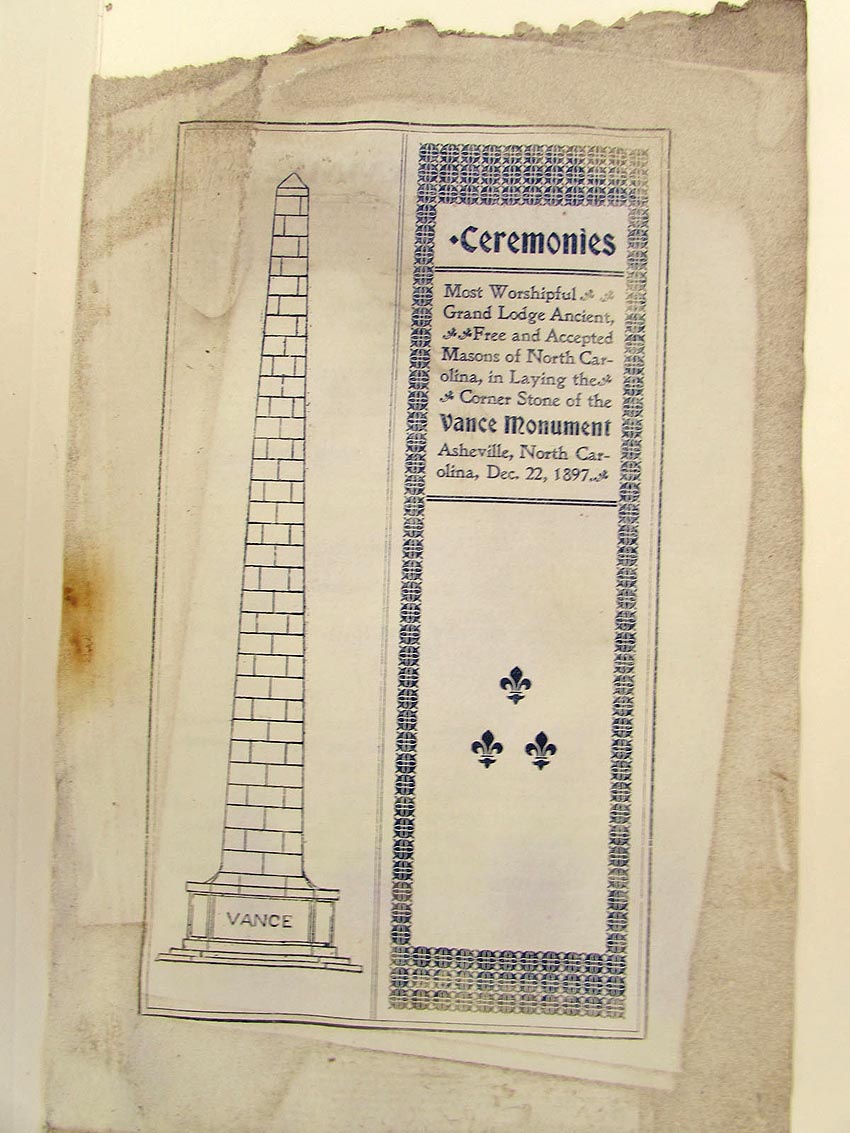 VANCE
Ceremonies
Most Worshipful
Grand Lodge Ancient,
Free and Accepted
Masons of North Car-
olina, in Laying the
Corner Stone of the
Vance Monument
Asheville, North Car-
olina, Dec. 22, 1897.